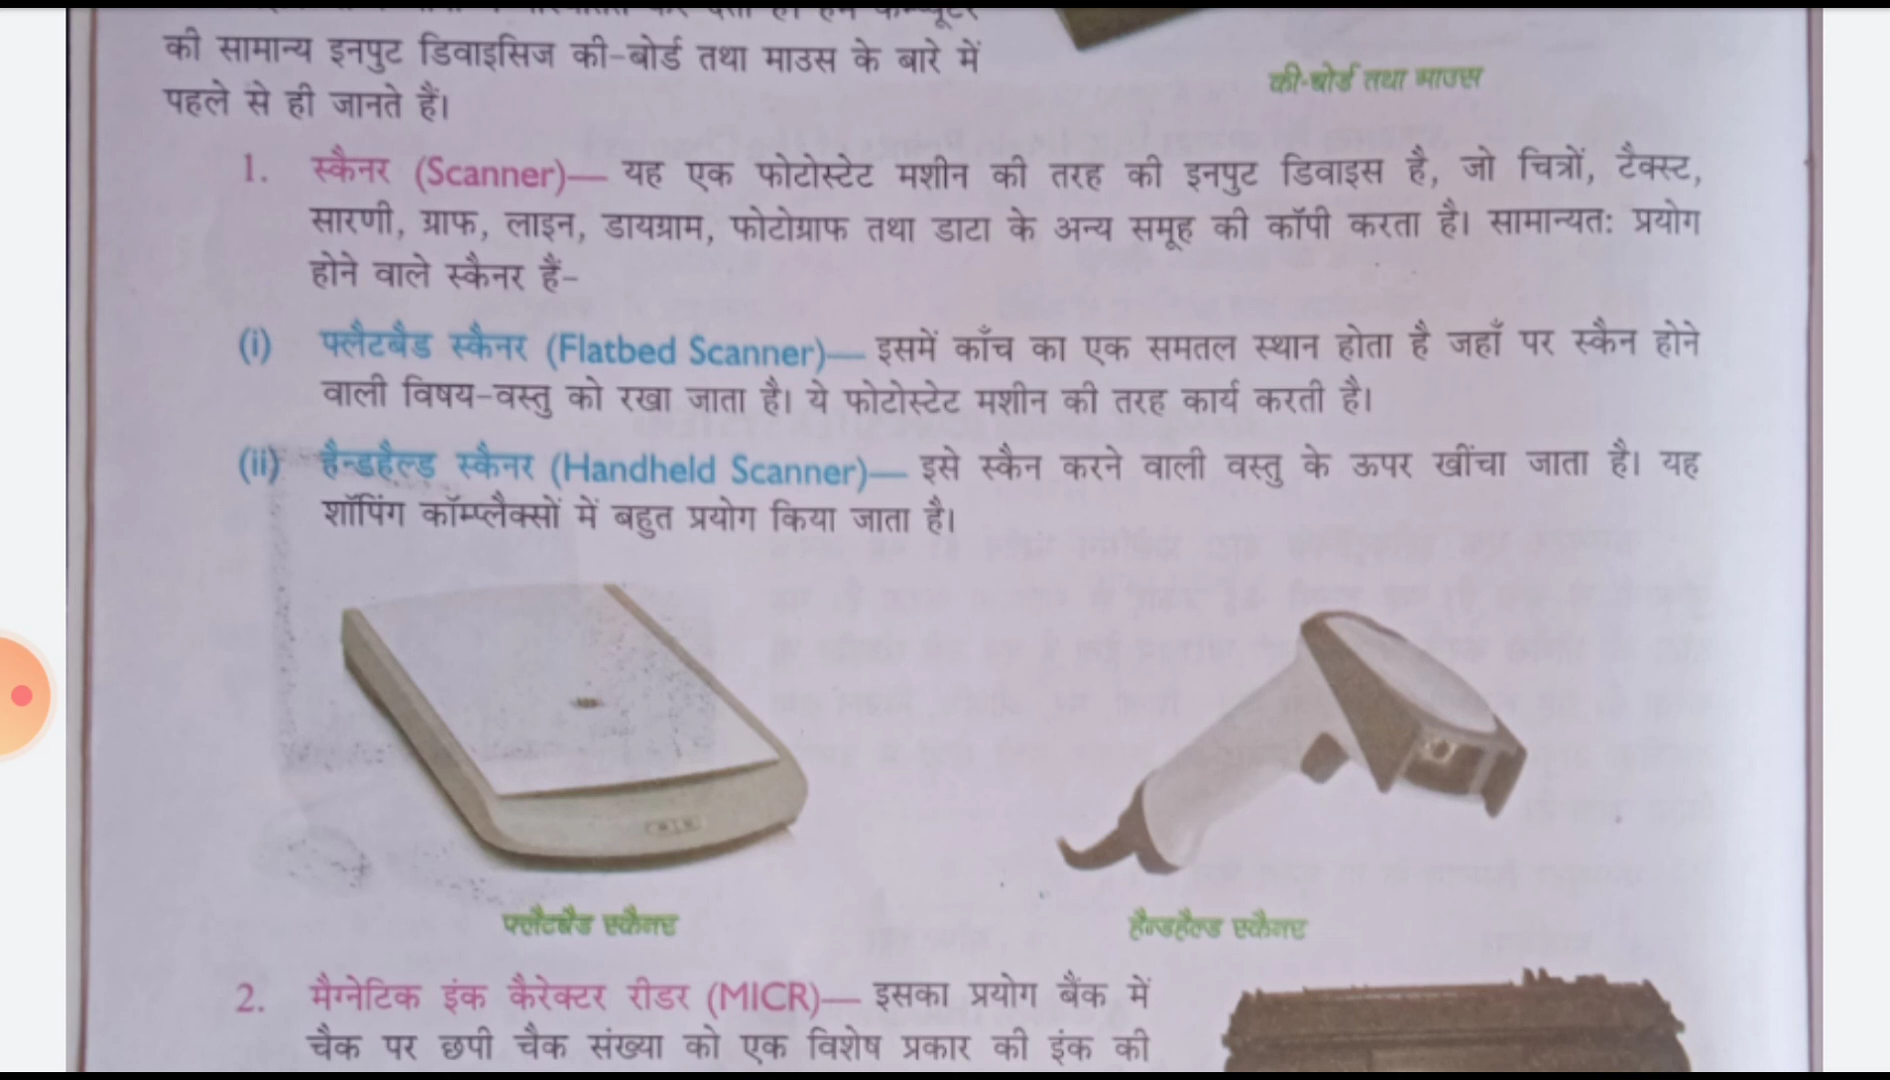 की सामान्य इनपुट डिवाइसिज की-बोर्ड तथा माउस के बारे में
पहले से ही जानते हैं।
की-बोर्ड तथा माउस
1. स्कैनर (Scanner)— यह एक फोटोस्टेट मशीन की तरह की इनपुट डिवाइस है, जो चित्रों, टैक्स्ट,
सारणी, ग्राफ, लाइन, डायग्राम, फोटोग्राफ तथा डाटा के अन्य समूह की कॉपी करता है। सामान्यतः प्रयोग
होने वाले स्कैनर हैं-
(i) फ्लैटबैड स्कैनर (Flatbed Scanner)— इसमें काँच का एक समतल स्थान होता है जहाँ पर स्कैन होने
वाली विषय-वस्तु को रखा जाता है। ये फोटोस्टेट मशीन की तरह कार्य करती है।
(ii) हैन्डहैल्ड स्कैनर (Handheld Scanner)— इसे स्कैन करने वाली वस्तु के ऊपर खींचा जाता है। यह
शॉपिंग कॉम्प्लैक्सों में बहुत प्रयोग किया जाता है।
फ्लैटबैड स्कैनर
हैन्डहैल्ड स्कैनर
2. मैग्नेटिक इंक कैरेक्टर रीडर (MICR)— इसका प्रयोग बैंक में
चैक पर छपी चैक संख्या को एक विशेष प्रकार की इंक की